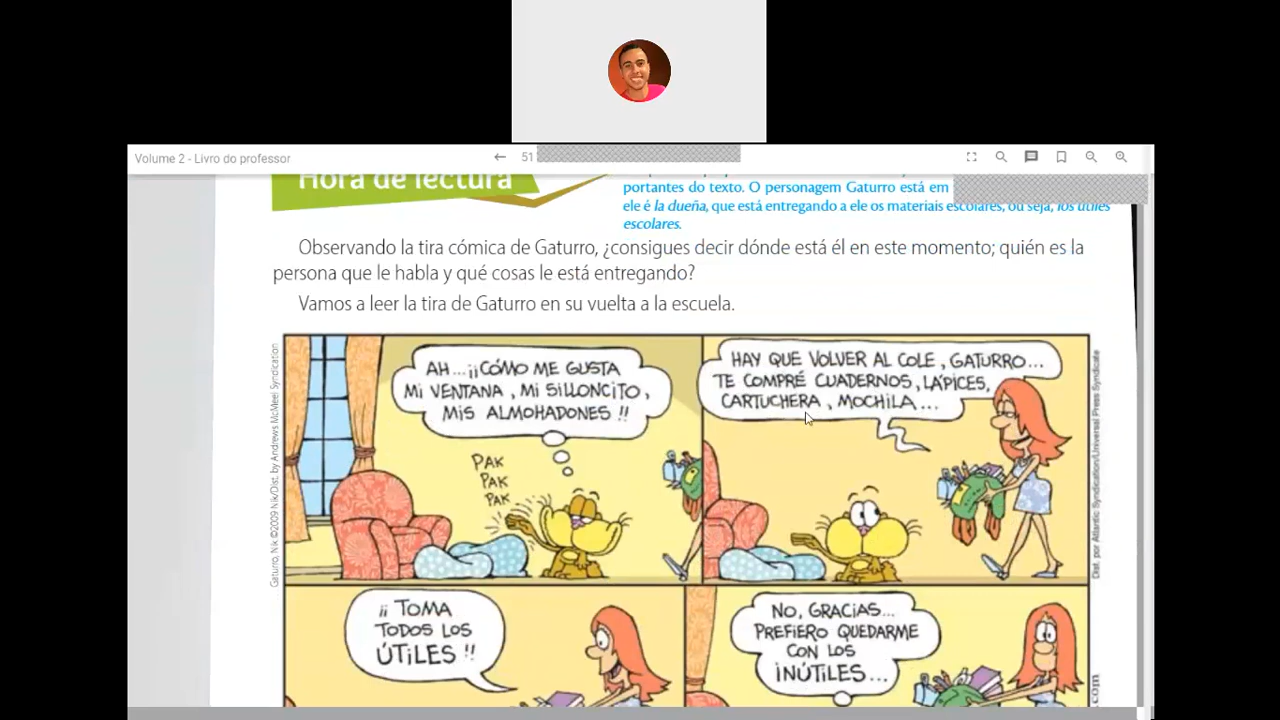 Volume 2 - Livro do professor
51
Hora de lectura
portantes do texto. O personagem Gaturro está em
ele é la dueña, que está entregando a ele os materiais escolares, ou seja, los útiles
escolares.
Observando la tira cómica de Gaturro, ¿consigues decir dónde está él en este momento; quién es la
persona que le habla y qué cosas le está entregando?
Vamos a leer la tira de Gaturro en su vuelta a la escuela.
Gaturro, Nik ©2009 Nik/Dist. by Andrews McMeel Syndication
AH...¡¡CÓMO ME GUSTA
MI VENTANA, MI SILLONCITO,
MIS ALMOHADONES !!
PAK
PAK
PAK
HAY QUE VOLVER AL COLE, GATURRO...
TE COMPRÉ CUADERNOS, LÁPICES,
CARTUCHERA, MOCHILA...
Dist. por Atlantic Syndication/Universal Press Syndicate
¡¡ TOMA
TODOS LOS
ÚTILES !!
NO, GRACIAS...
PREFIERO QUEDARME
CON LOS
INÚTILES...
.com